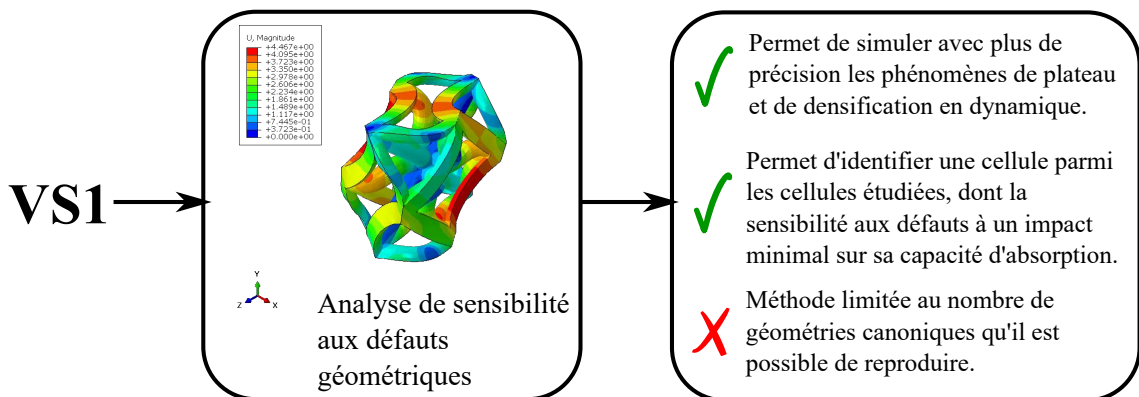 VS1
U, Magnitude
+4.467e+00
+4.095e+00
+3.723e+00
+3.350e+00
+2.978e+00
+2.606e+00
+2.234e+00
+1.861e+00
+1.489e+00
+1.117e+00
+7.445e-01
+3.723e-01
+0.000e+00
Y
Z
X
Analyse de sensibilité
aux défauts
géométriques
Permet de simuler avec plus de
précision les phénomènes de plateau
et de densification en dynamique.
Permet d'identifier une cellule parmi
les cellules étudiées, dont la
sensibilité aux défauts à un impact
minimal sur sa capacité d'absorption.
Méthode limitée au nombre de
géométries canoniques qu'il est
possible de reproduire.